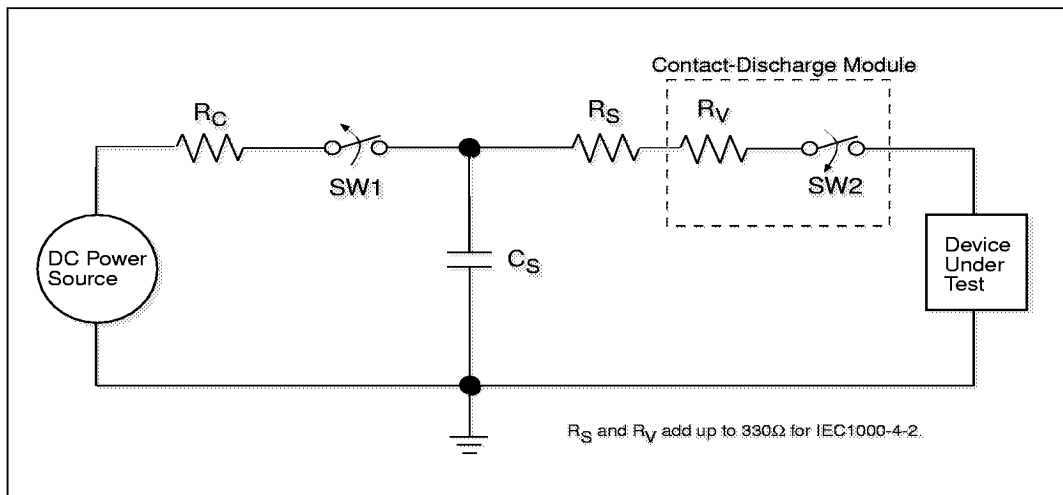 Contact-Discharge Module
RC
RS
RV
SW1
SW2
DC Power
Source
CS
Device
Under
Test
RS and RV add up to 330Ω for IEC1000-4-2.